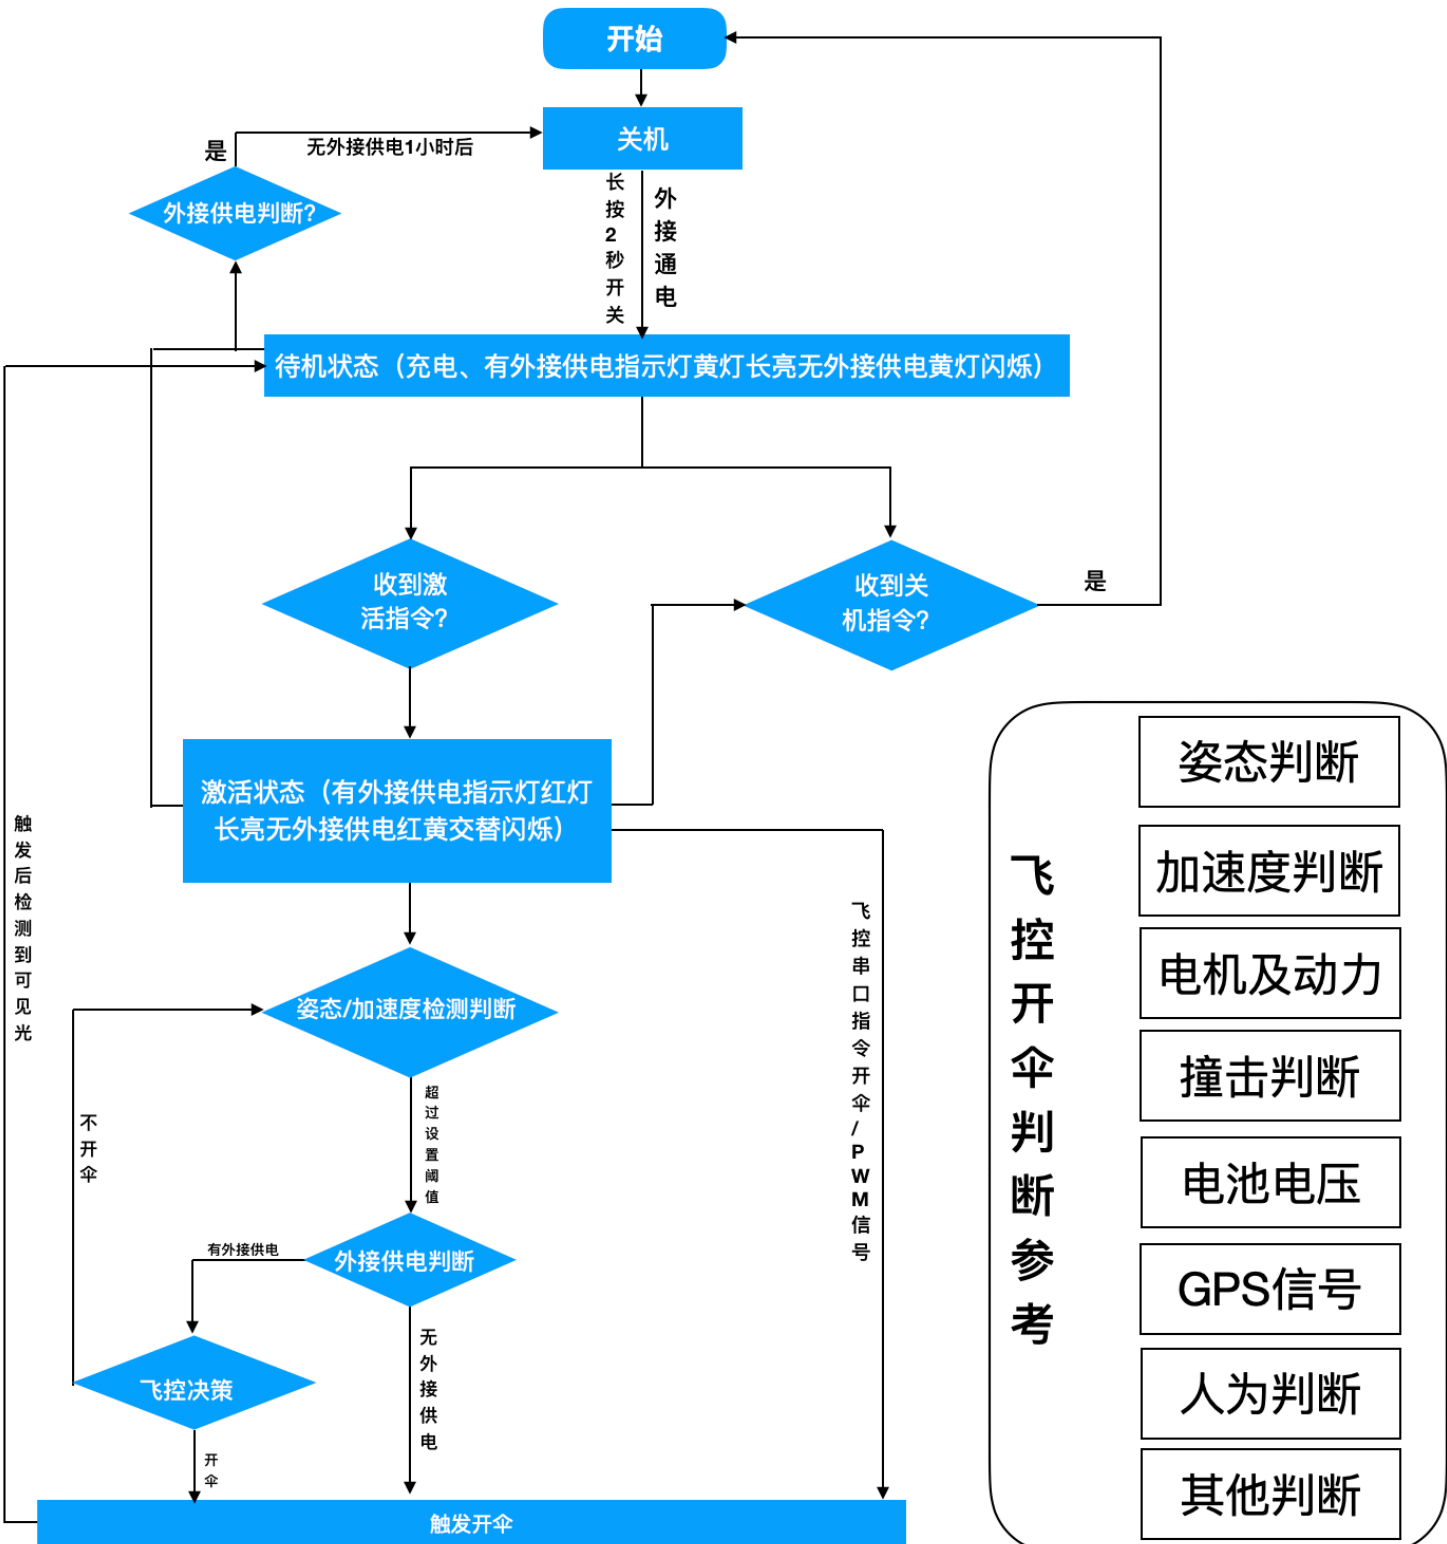 开始
关机
是
无外接供电1小时后
外接供电判断?
长按2秒开关
外接通电
待机状态（充电、有外接供电指示灯黄灯长亮无外接供电黄灯闪烁）
收到激
活指令?
收到关
机指令?
是
激活状态（有外接供电指示灯红灯
长亮无外接供电红黄交替闪烁）
触发后检测到可见光
飞控串口指令开伞/PWM信号
姿态/加速度检测判断
不开伞
超过设置阈值
有外接供电
外接供电判断
无外接供电
飞控决策
开伞
触发开伞
飞控开伞判断参考
姿态判断
加速度判断
电机及动力
撞击判断
电池电压
GPS信号
人为判断
其他判断